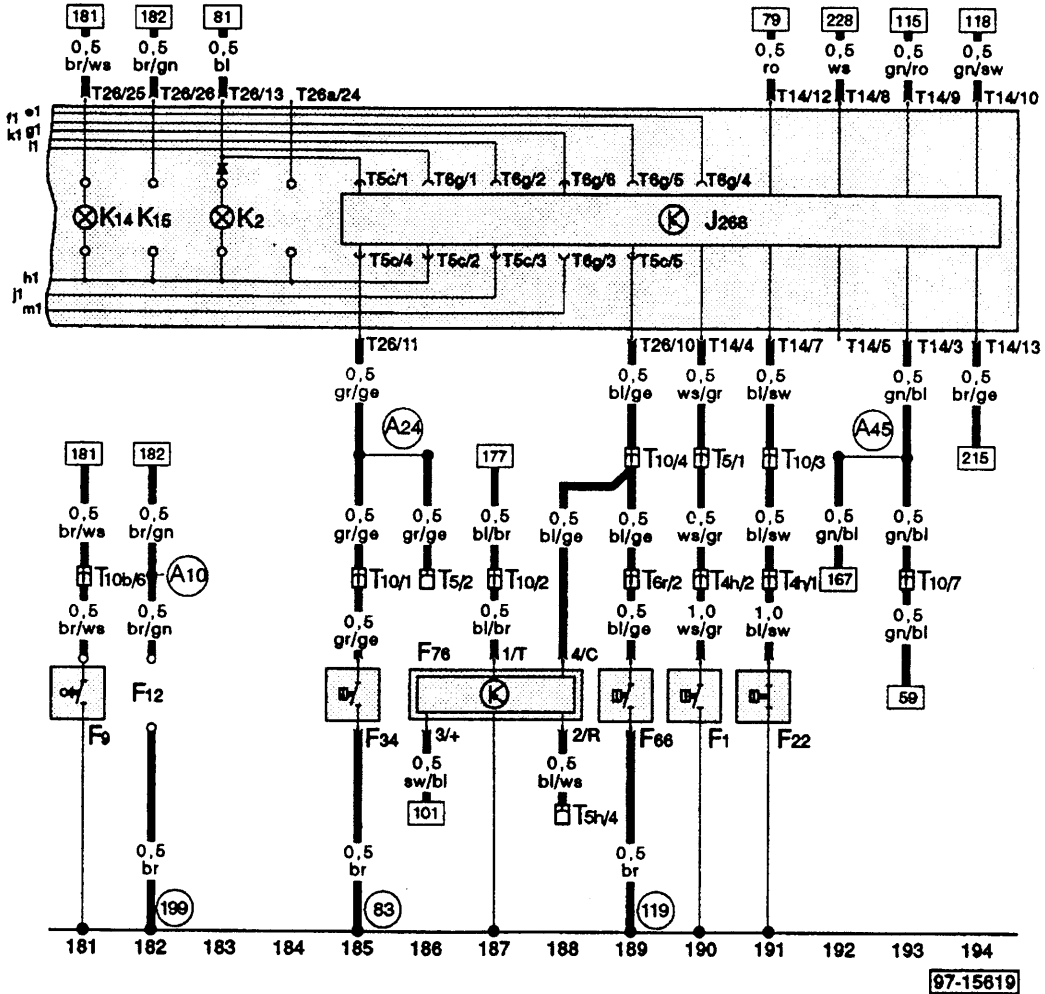 181 182 81 79 228 115 118
0,5 0,5 0,5 0,5 0,5 0,5 0,5
br/ws br/gn bl ro ws gn/ro gn/sw
T26/25 T26/26 T26/13 T26a/24 T14/12 T14/8 T14/9 T14/10
f1 e1
k1 g1
l1
T5c/1 T6g/1 T6g/2 T6g/6 T6g/5 T6g/4
K14 K15 K2 J268
T5c/4 T5c/2 T5c/3 T6g/3 T5c/5
h1
j1
m1
T26/11 T26/10 T14/4 T14/7 T14/5 T14/3 T14/13
0,5 0,5 0,5 0,5 0,5 0,5
gr/ge bl/ge ws/gr bl/sw gn/bl br/ge
A24 A45
181 182 177 T10/4 T5/1 T10/3 215
0,5 0,5 0,5 0,5 0,5 0,5 0,5 0,5 0,5 0,5 0,5
br/ws br/gn gr/ge gr/ge bl/br bl/ge bl/ge ws/gr bl/sw gn/bl gn/bl
T10b/6 A10 T10/1 T5/2 T10/2 T6r/2 T4h/2 T4h/1 167 T10/7
0,5 0,5 0,5 0,5 0,5 1,0 1,0 0,5
br/ws br/gn gr/ge bl/br bl/ge ws/gr bl/sw gn/bl
F76 1/T 4/C
F12 59
F9 F34 3/+ 2/R F66 F1 F22
0,5 0,5
sw/bl bl/ws
101 T5h/4
0,5 0,5 0,5
br br br
199 83 119
181 182 183 184 185 186 187 188 189 190 191 192 193 194
97-15619